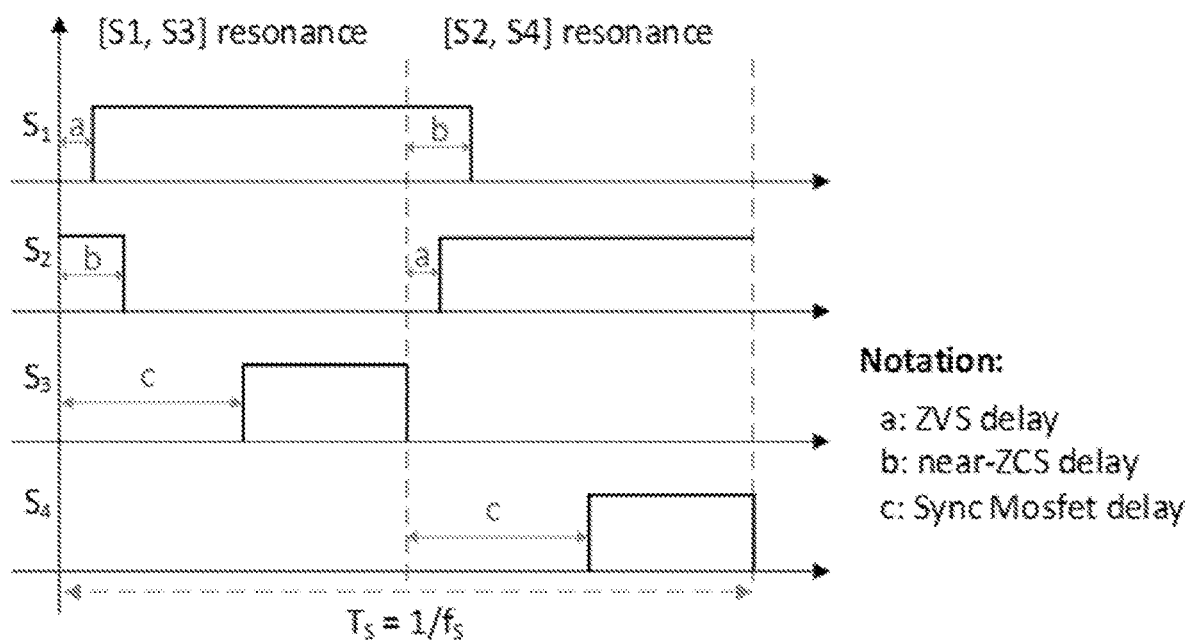 [S1, S3] resonance
[S2, S4] resonance
S₁
a
b
S₂
b
a
S₃
c
S₄
c
Tₛ = 1/fₛ
Notation:
a: ZVS delay
b: near-ZCS delay
c: Sync Mosfet delay